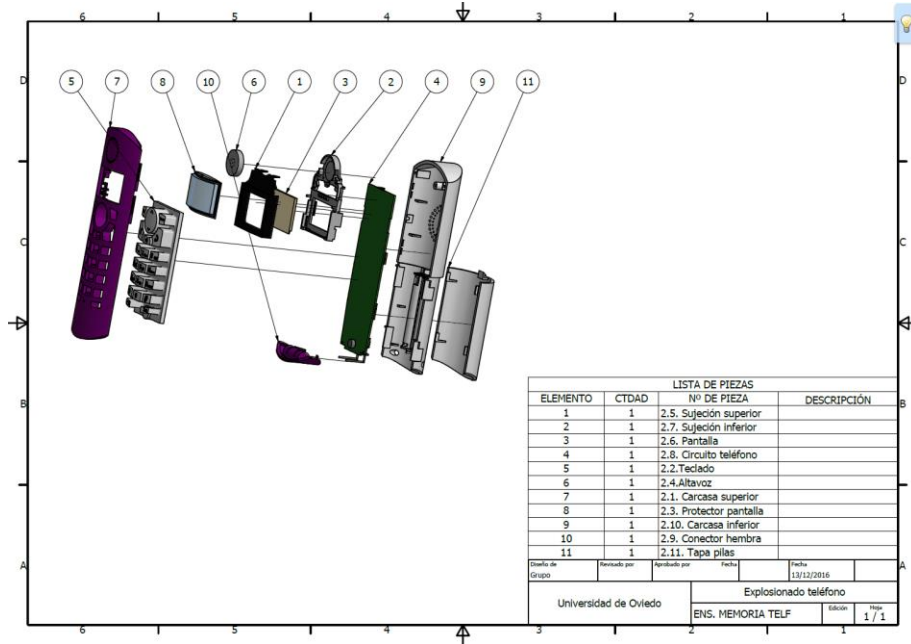 6 5 4 3 2 1
D D
5 7 8 10 6 1 3 2 4 9 11
C C
LISTA DE PIEZAS
ELEMENTO CTDAD Nº DE PIEZA DESCRIPCIÓN
1 1 2.5. Sujeción superior
2 1 2.7. Sujeción inferior
3 1 2.6. Pantalla
4 1 2.8. Circuito teléfono
5 1 2.2.Teclado
6 1 2.4.Altavoz
7 1 2.1. Carcasa superior
8 1 2.3. Protector pantalla
9 1 2.10. Carcasa inferior
10 1 2.9. Conector hembra
11 1 2.11. Tapa pilas
B B
A A
Diseño de Revisado por Aprobado por Fecha Fecha
Grupo 13/12/2016
Universidad de Oviedo
Explosionado teléfono
ENS. MEMORIA TELF
Edición Hoja
1 / 1
6 5 4 3 2 1